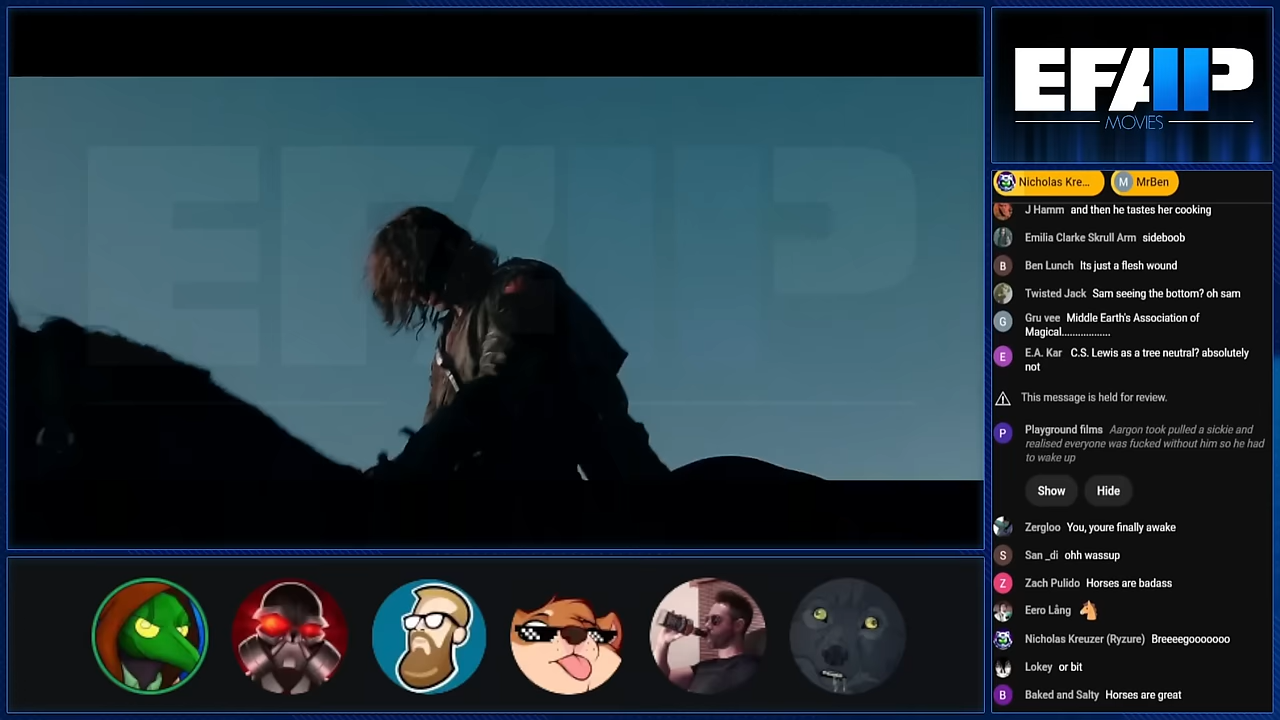 EFAP
MOVIES
EFAP
Nicholas Kre...
M MrBen
J Hamm and then he tastes her cooking
Emilia Clarke Skrull Arm sideboob
B Ben Lunch Its just a flesh wound
Twisted Jack Sam seeing the bottom? oh sam
G Gru vee Middle Earth's Association of
Magical.................
E E.A. Kar C.S. Lewis as a tree neutral? absolutely
not
This message is held for review.
P Playground films Aargon took pulled a sickie and
realised everyone was fucked without him so he had
to wake up
Show Hide
Zergloo You, youre finally awake
S San _di ohh wassup
Z Zach Pulido Horses are badass
Eero Lång
Nicholas Kreuzer (Ryzure) Breeeegooooooo
Lokey or bit
B Baked and Salty Horses are great